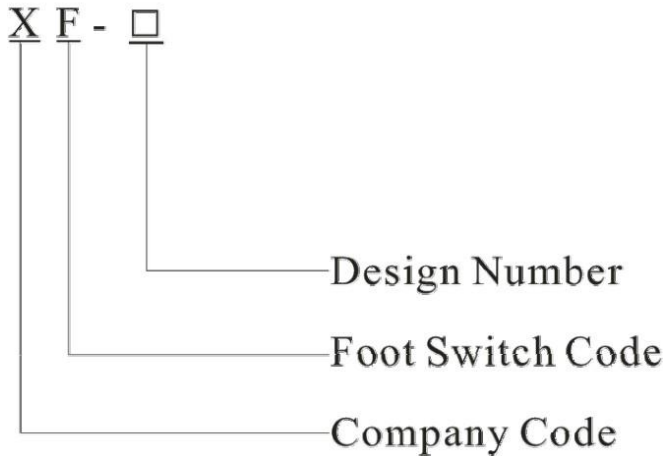 X F - □
Design Number
Foot Switch Code
Company Code